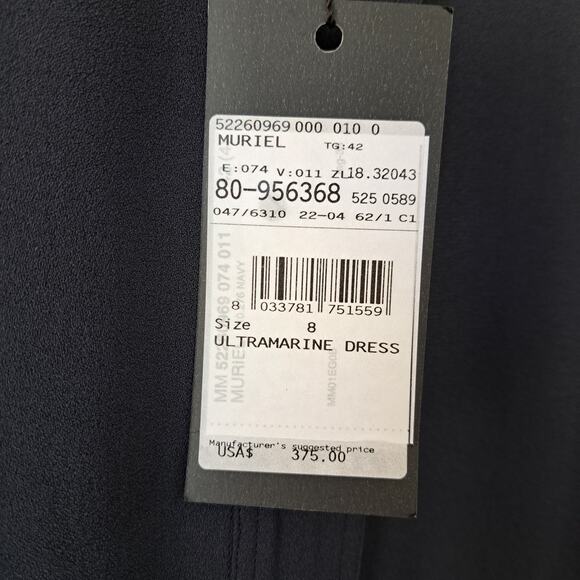 52260969 000 010 0
MURIEL TG:42
E:074 V:011 ZL18.32043
80-956368 525 0589
047/6310 22-04 62/1 C1
8 033781 751559
Size 8
ULTRAMARINE DRESS
Manufacturer's suggested price
USA$ 375.00